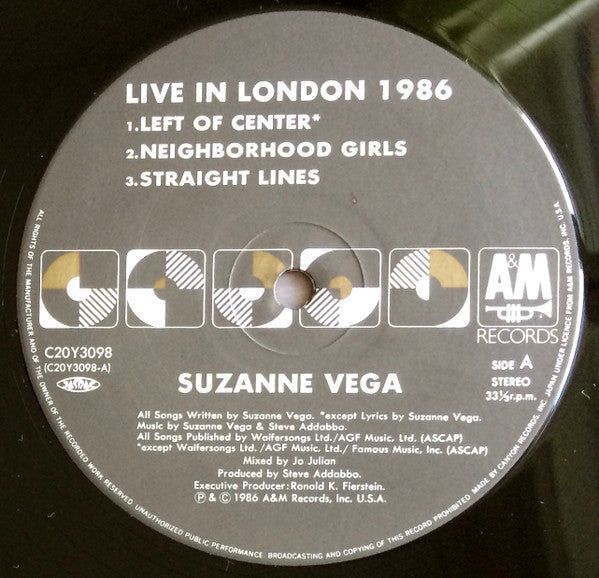 LIVE IN LONDON 1986
1.LEFT OF CENTER*
2.NEIGHBORHOOD GIRLS
3.STRAIGHT LINES
A&M
RECORDS
C20Y3098
(C20Y3098-A)
JASRAC
SIDE A
STEREO
33⅓r.p.m.
SUZANNE VEGA
All Songs Written by Suzanne Vega. *except Lyrics by Suzanne Vega.
Music by Suzanne Vega & Steve Addabbo.
All Songs Published by Waifersongs Ltd./AGF Music, Ltd. (ASCAP)
*except Waifersongs Ltd./AGF Music, Ltd./ Famous Music, Inc. (ASCAP)
Mixed by Jo Julian
Produced by Steve Addabbo.
Executive Producer: Ronald K. Fierstein.
Ⓟ & © 1986 A&M Records, Inc. U.S.A.
ALL RIGHTS OF THE MANUFACTURER AND OF THE OWNER OF THE RECORDED WORK RESERVED. UNAUTHORIZED PUBLIC PERFORMANCE. BROADCASTING AND COPYING OF THIS RECORD PROHIBITED. MADE BY CANYON RECORDS, INC. JAPAN UNDER LICENCE FROM A&M RECORDS, INC. U.S.A.